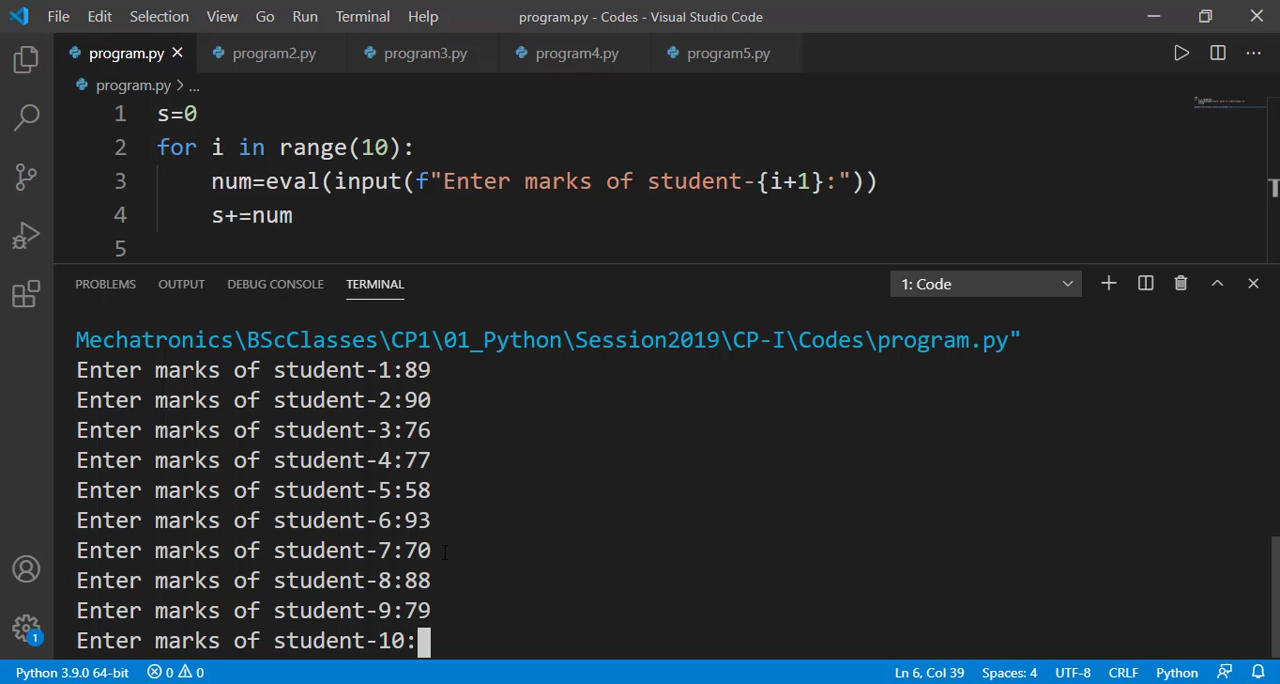 File Edit Selection View Go Run Terminal Help program.py - Codes - Visual Studio Code
program.py program2.py program3.py program4.py program5.py
program.py > ...
1 s=0
2 for i in range(10):
3 num=eval(input(f"Enter marks of student-{i+1}:"))
4 s+=num
5
PROBLEMS OUTPUT DEBUG CONSOLE TERMINAL 1: Code
Mechatronics\BScClasses\CP1\01_Python\Session2019\CP-I\Codes\program.py"
Enter marks of student-1:89
Enter marks of student-2:90
Enter marks of student-3:76
Enter marks of student-4:77
Enter marks of student-5:58
Enter marks of student-6:93
Enter marks of student-7:70
Enter marks of student-8:88
Enter marks of student-9:79
Enter marks of student-10:
1
Python 3.9.0 64-bit 0 0 Ln 6, Col 39 Spaces: 4 UTF-8 CRLF Python